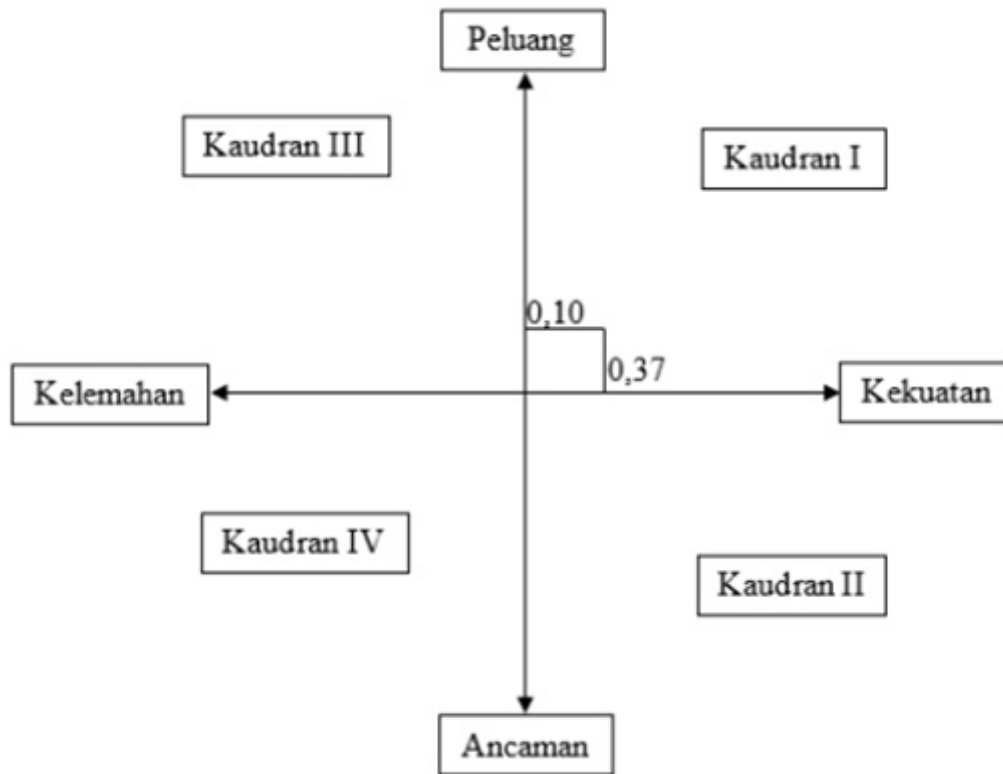 Peluang
Kaudran III
Kaudran I
0,10
0,37
Kelemahan
Kekuatan
Kaudran IV
Kaudran II
Ancaman